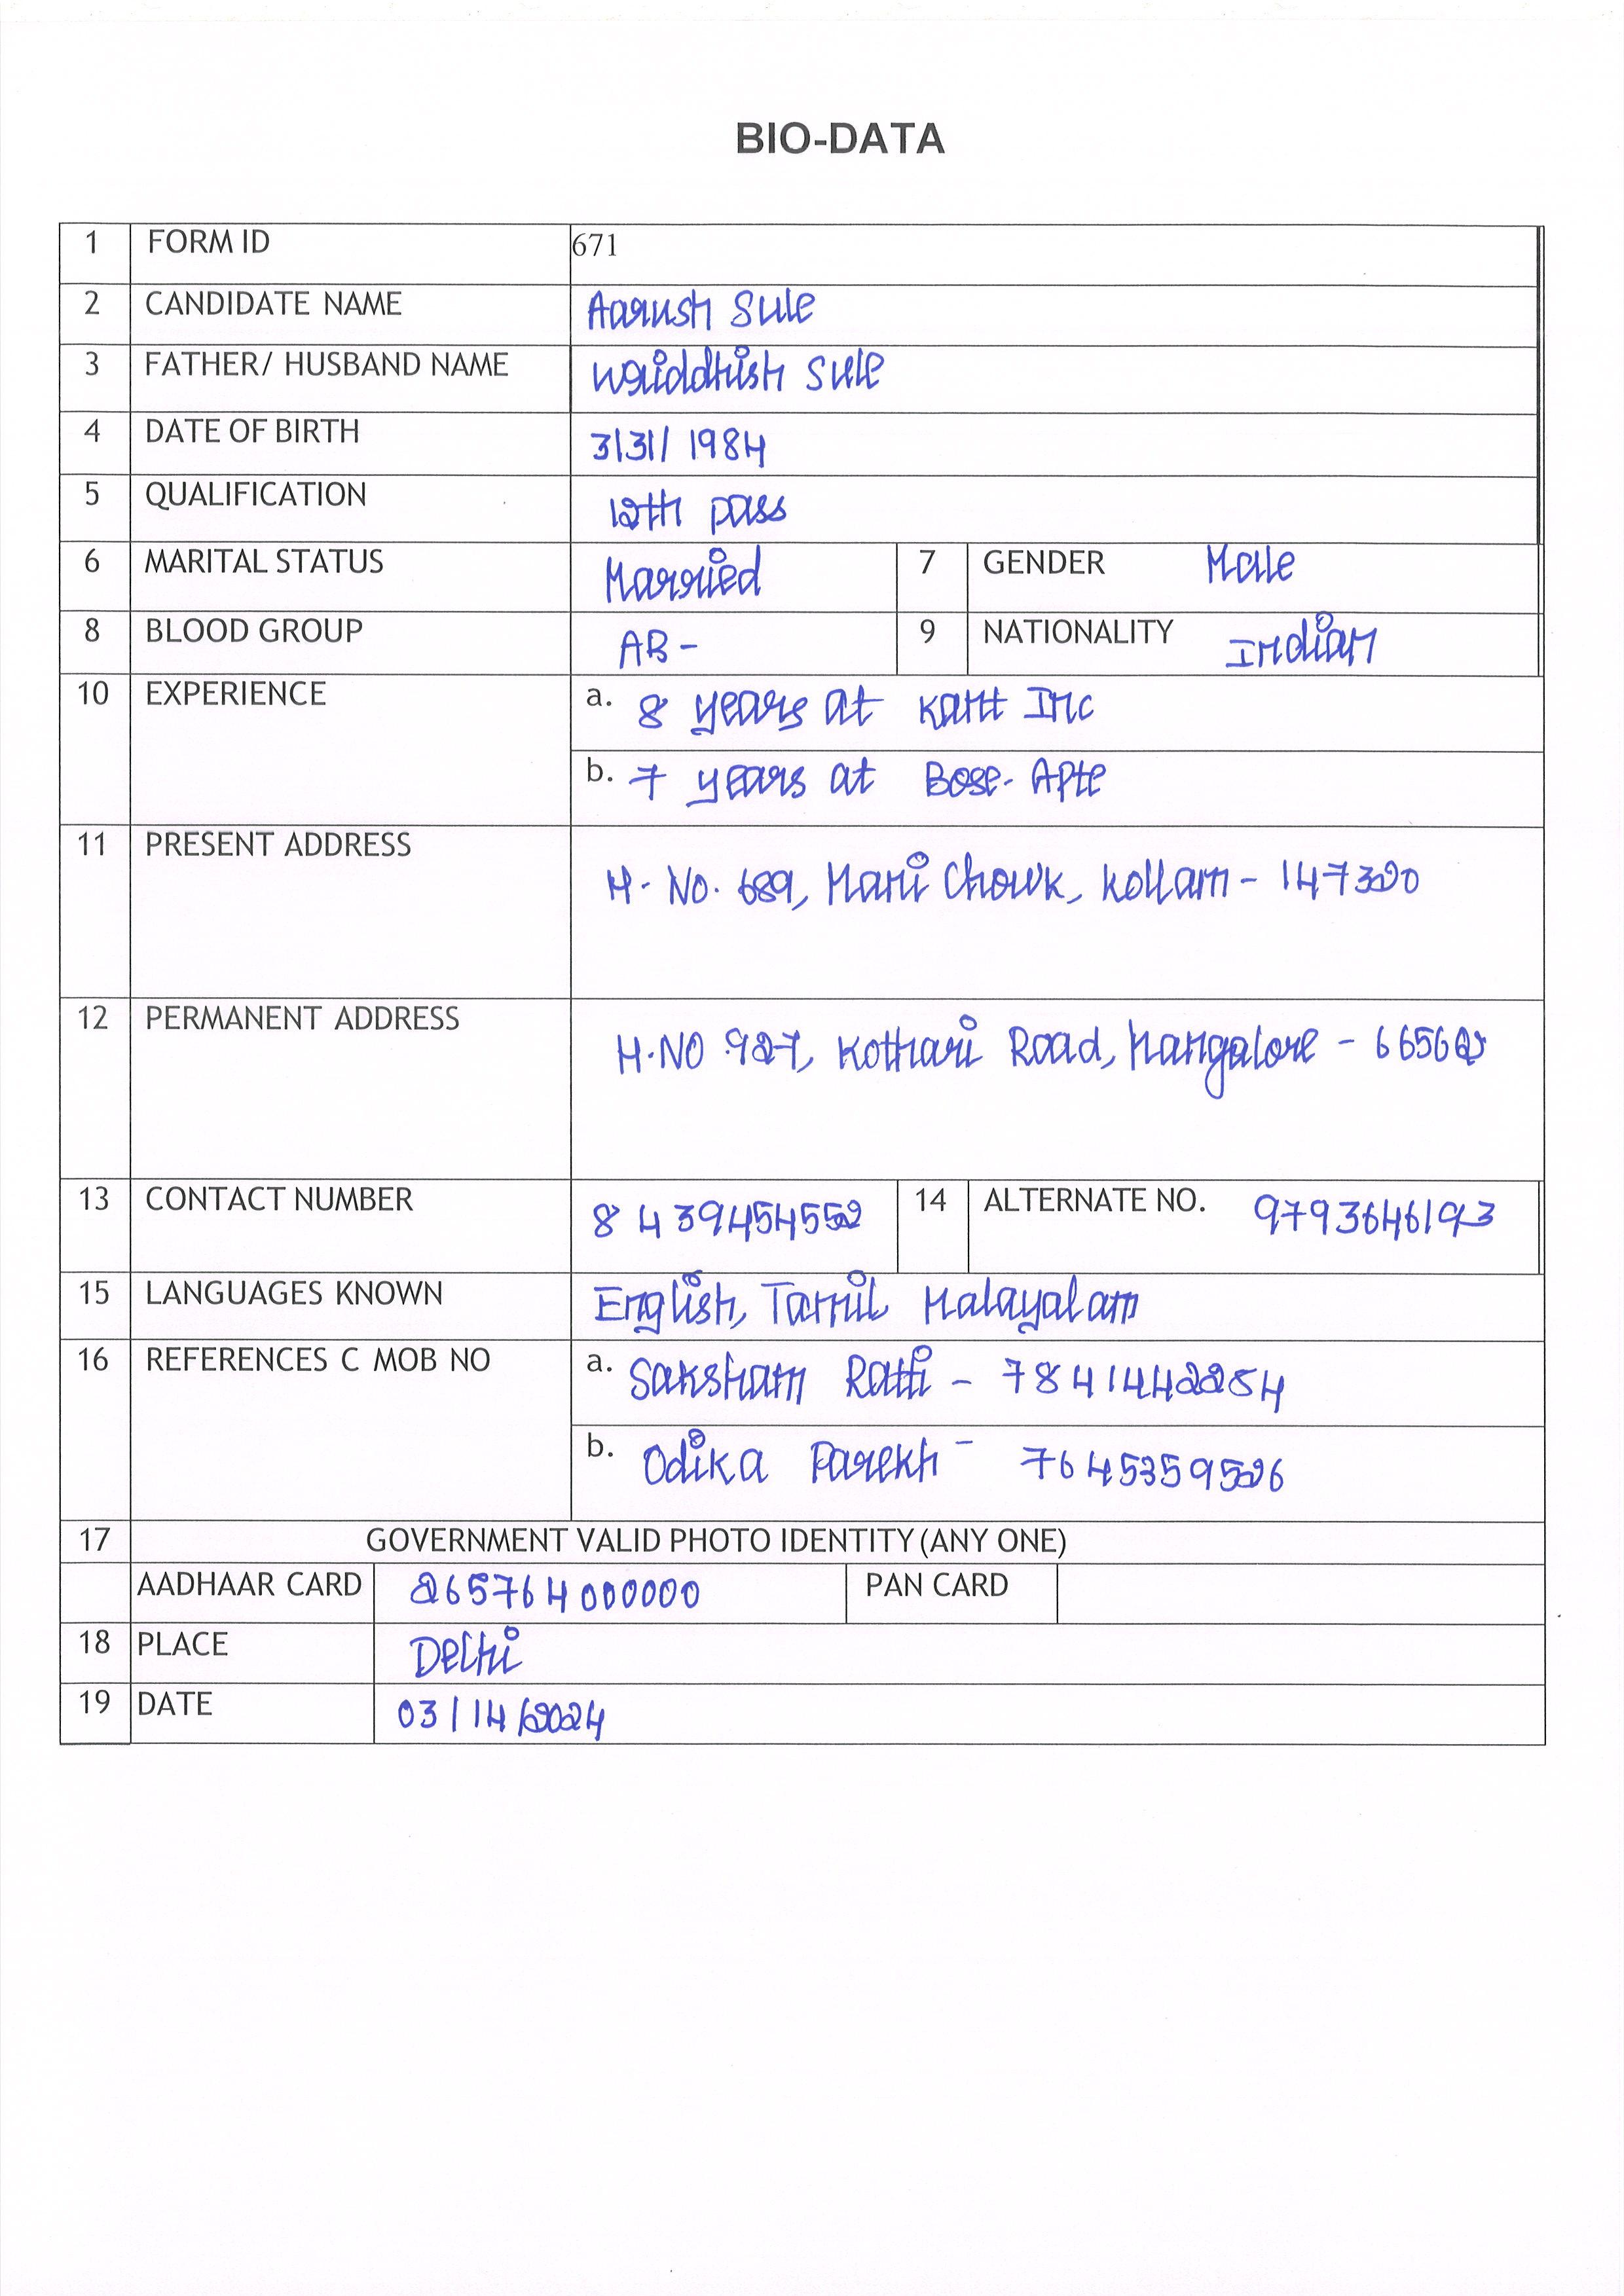 BIO-DATA
1 FORM ID 671
2 CANDIDATE NAME Aarush Sule
3 FATHER/ HUSBAND NAME Wriddhish Sule
4 DATE OF BIRTH 3/31/1984
5 QUALIFICATION 12th pass
6 MARITAL STATUS Married 7 GENDER Male
8 BLOOD GROUP AB- 9 NATIONALITY Indian
10 EXPERIENCE a. 8 years at Kant Inc
b. 7 years at Bose-Apte
11 PRESENT ADDRESS H. No. 689, Mani Chowk, Kollam - 147320
12 PERMANENT ADDRESS H.NO 927, Kothari Road, Mangalore -
13 CONTACT NUMBER 8439454552 14 ALTERNATE NO. 9793646193
15 LANGUAGES KNOWN English, Tamil Malayalam
16 REFERENCES C MOB NO a. Saksham Ratti - 7841442254
b. Odika Parekh - 7645359526
17 GOVERNMENT VALID PHOTO IDENTITY (ANY ONE)
AADHAAR CARD 265764000000 PAN CARD
18 PLACE Delhi
19 DATE 03/14/2024